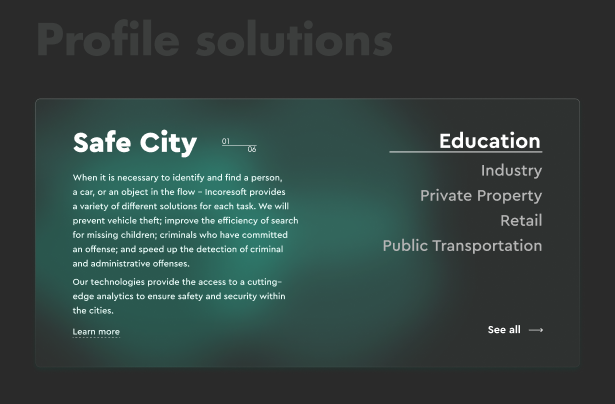 Profile solutions
Safe City
01
06
When it is necessary to identify and find a person,
a car, or an object in the flow – Incoresoft provides
a variety of different solutions for each task. We will
prevent vehicle theft; improve the efficiency of search
for missing children; criminals who have committed
an offense; and speed up the detection of criminal
and administrative offenses.
Our technologies provide the access to a cutting-
edge analytics to ensure safety and security within
the cities.
Learn more
Education
Industry
Private Property
Retail
Public Transportation
See all →